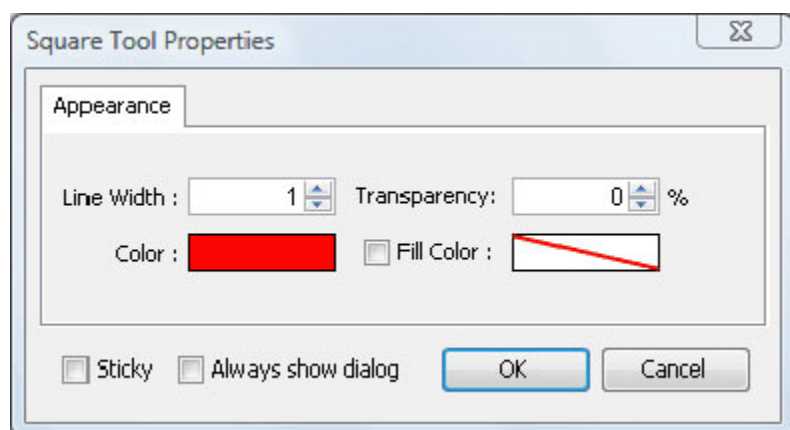 Square Tool Properties
Appearance
Line Width : 1 Transparency: 0 %
Color : Fill Color :
Sticky Always show dialog OK Cancel